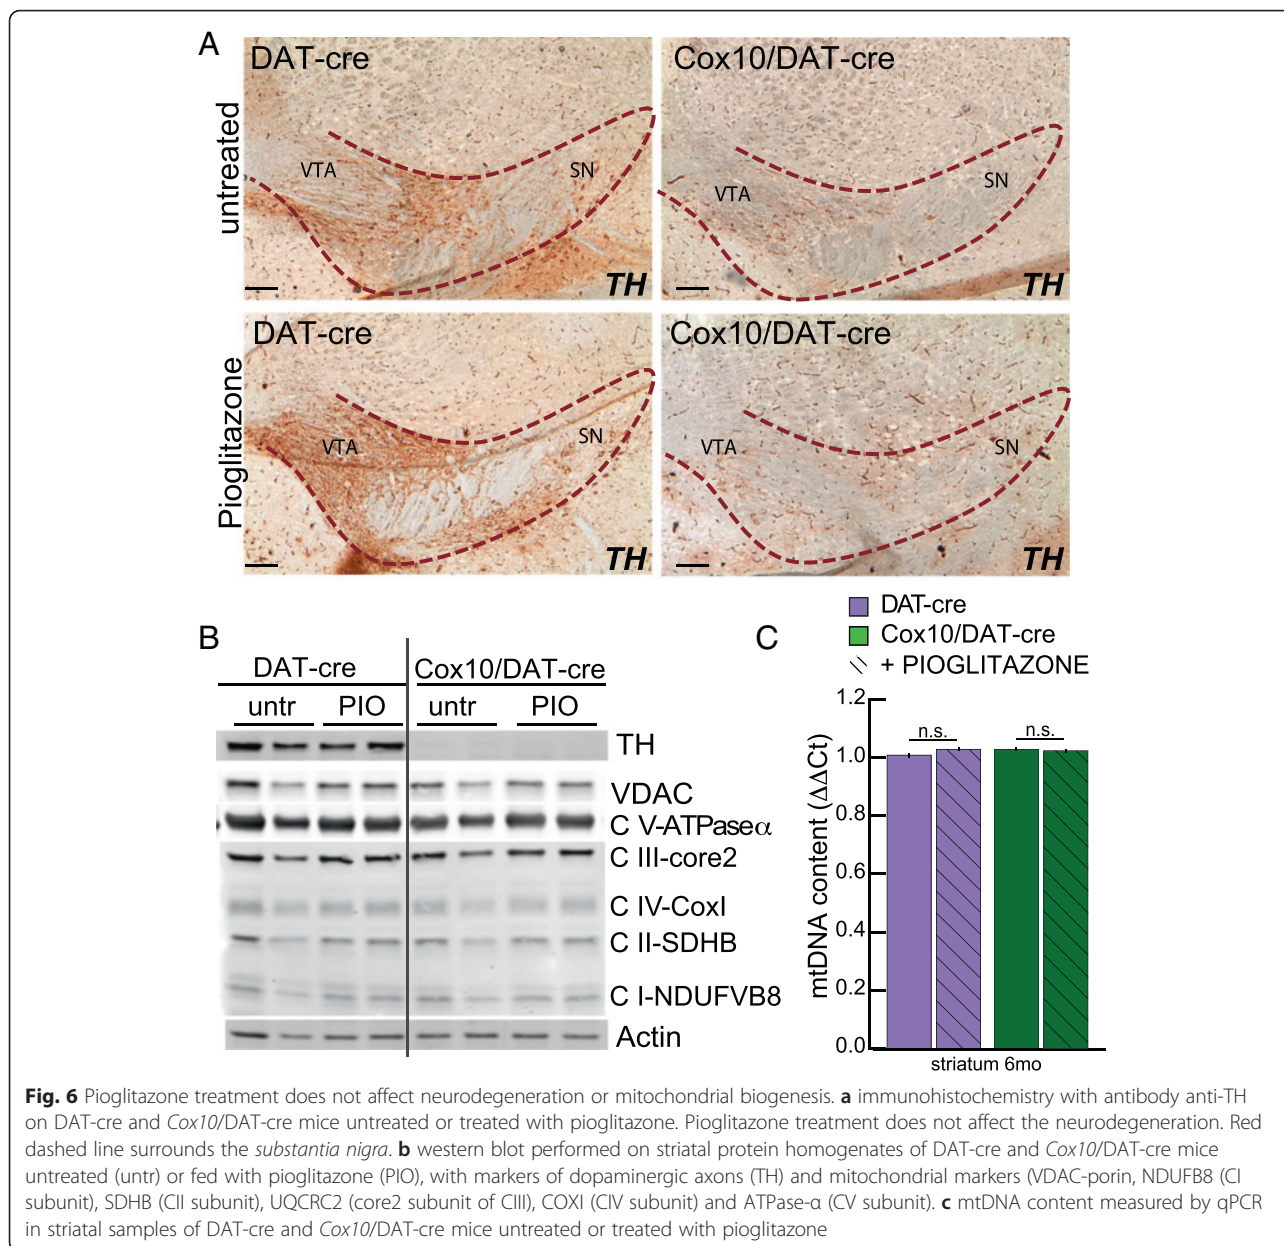 A
DAT-cre
Cox10/DAT-cre
untreated
VTA
SN
TH
VTA
SN
TH
DAT-cre
Cox10/DAT-cre
Pioglitazone
VTA
SN
TH
VTA
SN
TH
B
DAT-cre
Cox10/DAT-cre
untr
PIO
untr
PIO
TH
VDAC
C V-ATPaseα
C III-core2
C IV-CoxI
C II-SDHB
C I-NDUFVB8
Actin
C
DAT-cre
Cox10/DAT-cre
+ PIOGLITAZONE
mtDNA content (ΔΔCt)
1.2
1.0
0.8
0.6
0.4
0.2
0.0
n.s.
n.s.
striatum 6mo
Fig. 6 Pioglitazone treatment does not affect neurodegeneration or mitochondrial biogenesis. a immunohistochemistry with antibody anti-TH
on DAT-cre and Cox10/DAT-cre mice untreated or treated with pioglitazone. Pioglitazone treatment does not affect the neurodegeneration. Red
dashed line surrounds the substantia nigra. b western blot performed on striatal protein homogenates of DAT-cre and Cox10/DAT-cre mice
untreated (untr) or fed with pioglitazone (PIO), with markers of dopaminergic axons (TH) and mitochondrial markers (VDAC-porin, NDUFB8 (CI
subunit), SDHB (CII subunit), UQCRC2 (core2 subunit of CIII), COXI (CIV subunit) and ATPase-α (CV subunit). c mtDNA content measured by qPCR
in striatal samples of DAT-cre and Cox10/DAT-cre mice untreated or treated with pioglitazone